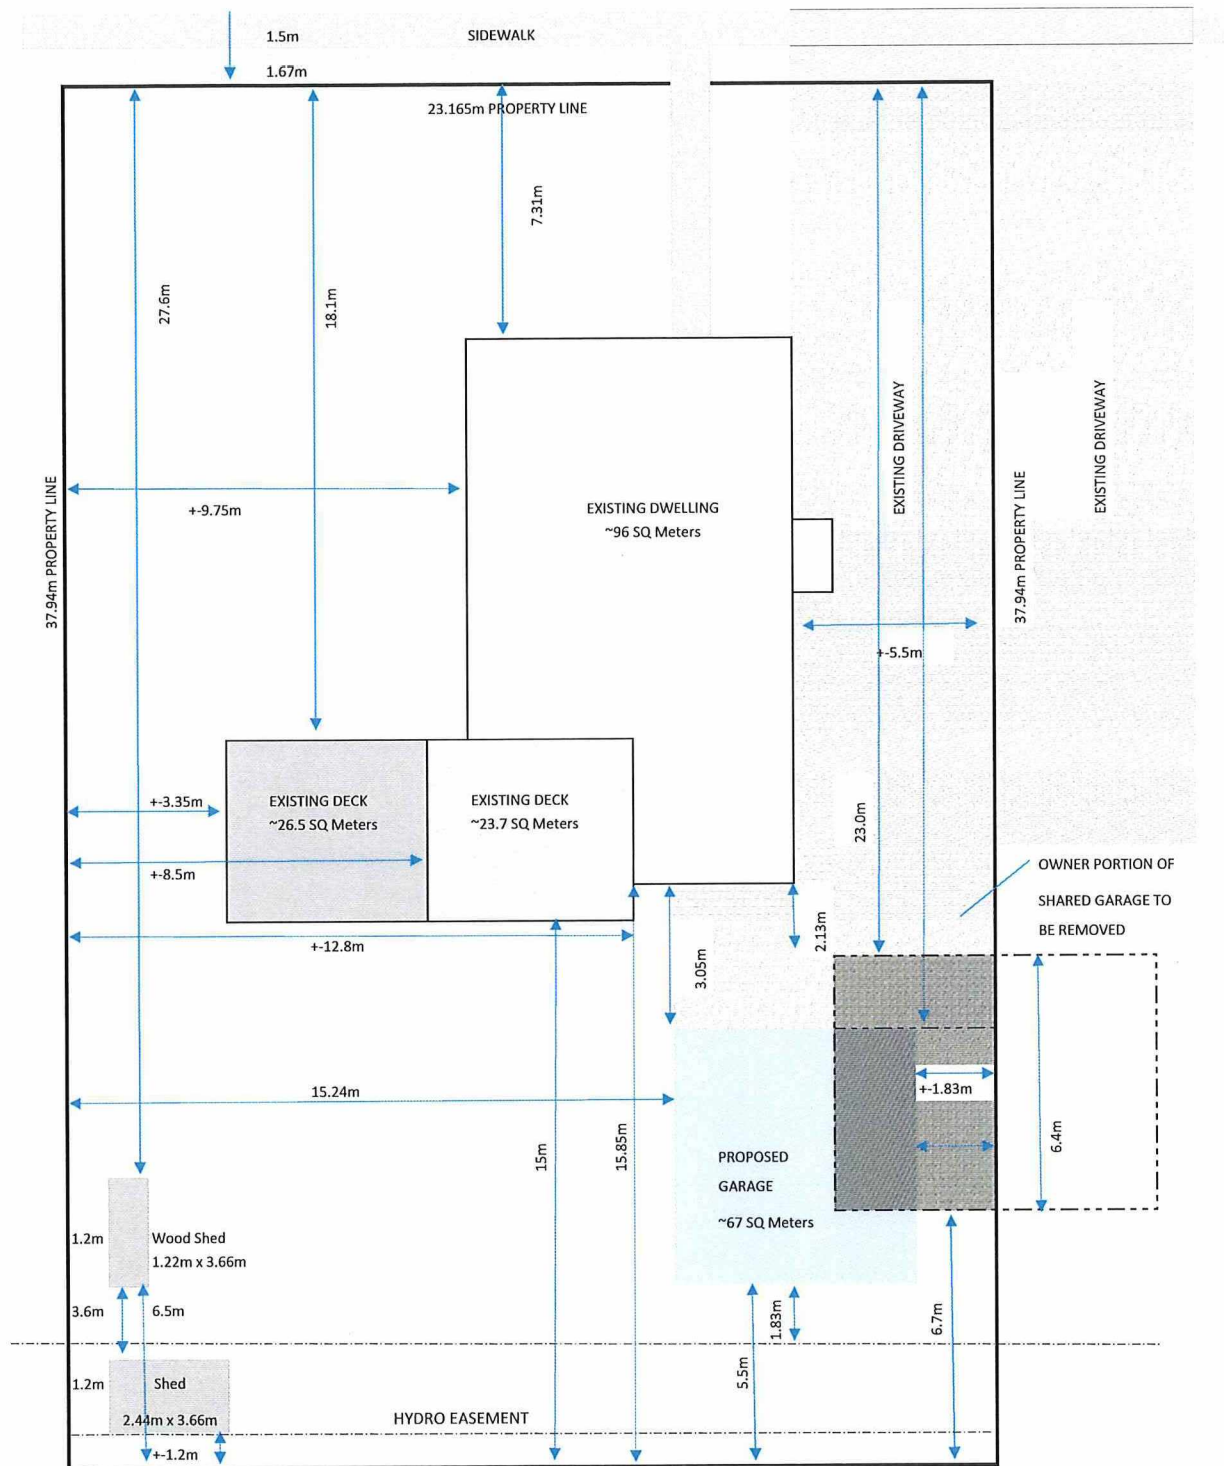 1.5m
SIDEWALK
1.67m
23.165m PROPERTY LINE
7.31m
27.6m
18.1m
37.94m PROPERTY LINE
+-9.75m
EXISTING DWELLING
~96 SQ Meters
EXISTING DRIVEWAY
37.94m PROPERTY LINE
EXISTING DRIVEWAY
+-5.5m
+-3.35m
EXISTING DECK
~26.5 SQ Meters
EXISTING DECK
~23.7 SQ Meters
23.0m
+-8.5m
OWNER PORTION OF
SHARED GARAGE TO
BE REMOVED
+-12.8m
3.05m
2.13m
15.24m
+-1.83m
15m
15.85m
6.4m
PROPOSED
GARAGE
~67 SQ Meters
1.2m
Wood Shed
1.22m x 3.66m
3.6m
6.5m
1.83m
6.7m
5.5m
1.2m
Shed
2.44m x 3.66m
HYDRO EASEMENT
+-1.2m